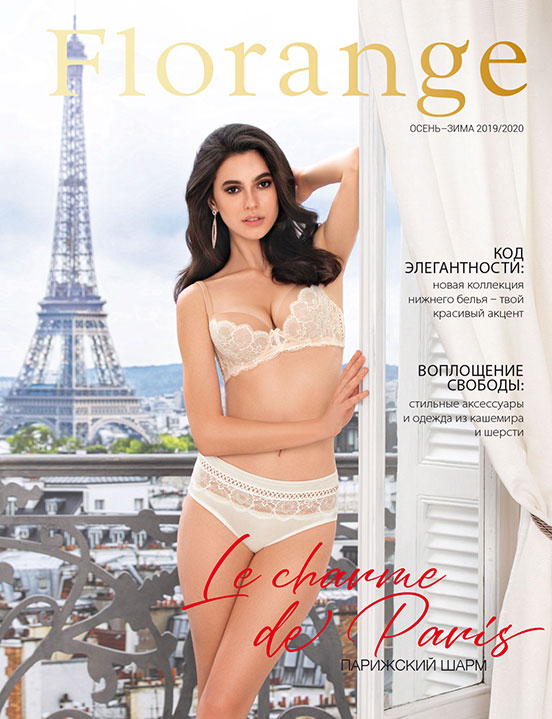 Florange
ОСЕНЬ–ЗИМА 2019/2020
КОД
ЭЛЕГАНТНОСТИ:
новая коллекция
нижнего белья – твой
красивый акцент
ВОПЛОЩЕНИЕ
СВОБОДЫ:
стильные аксессуары
и одежда из кашемира
и шерсти
Le charme
de Paris
ПАРИЖСКИЙ ШАРМ